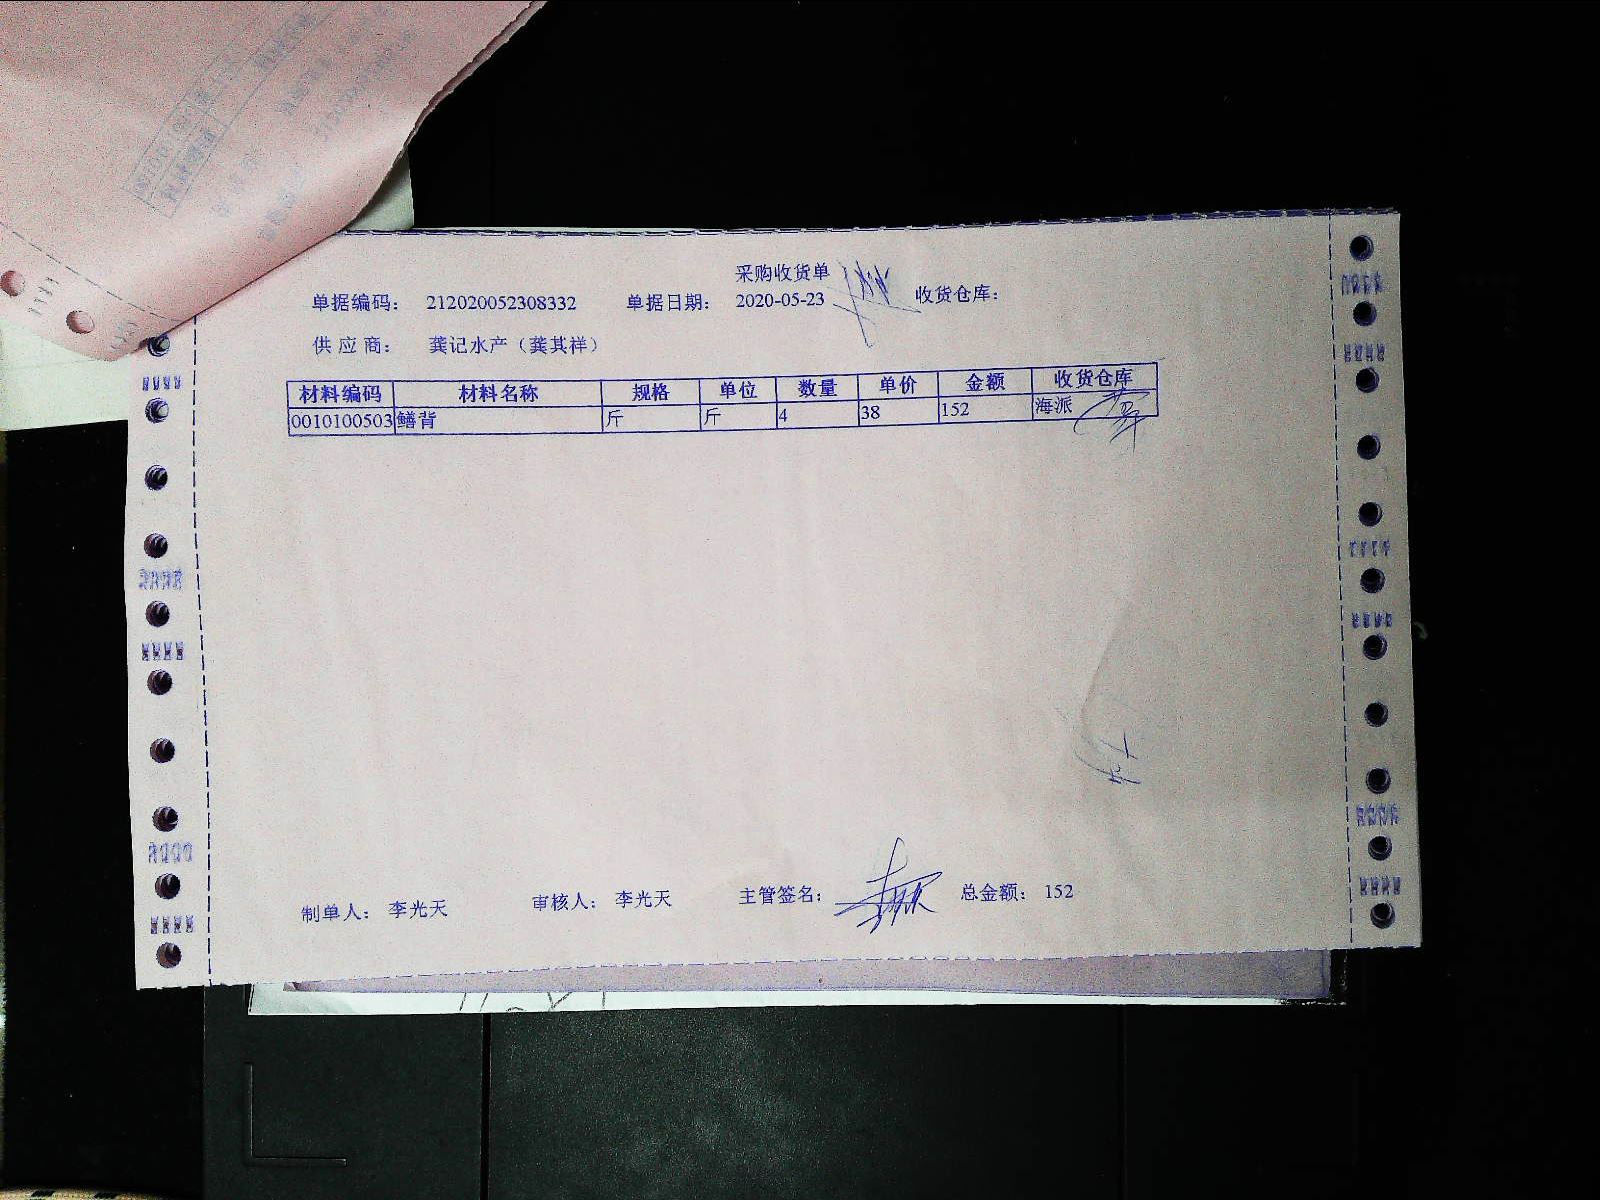 采购收货单
单据编码： 212020052308332 单据日期： 2020-05-23 收货仓库：
供 应 商： 龚记水产（龚其祥）
材料编码 材料名称 规格 单位 数量 单价 金额 收货仓库
0010100503 鳝背 斤 斤 4 38 152 海派
制单人： 李光天 审核人： 李光天 主管签名： 总金额： 152